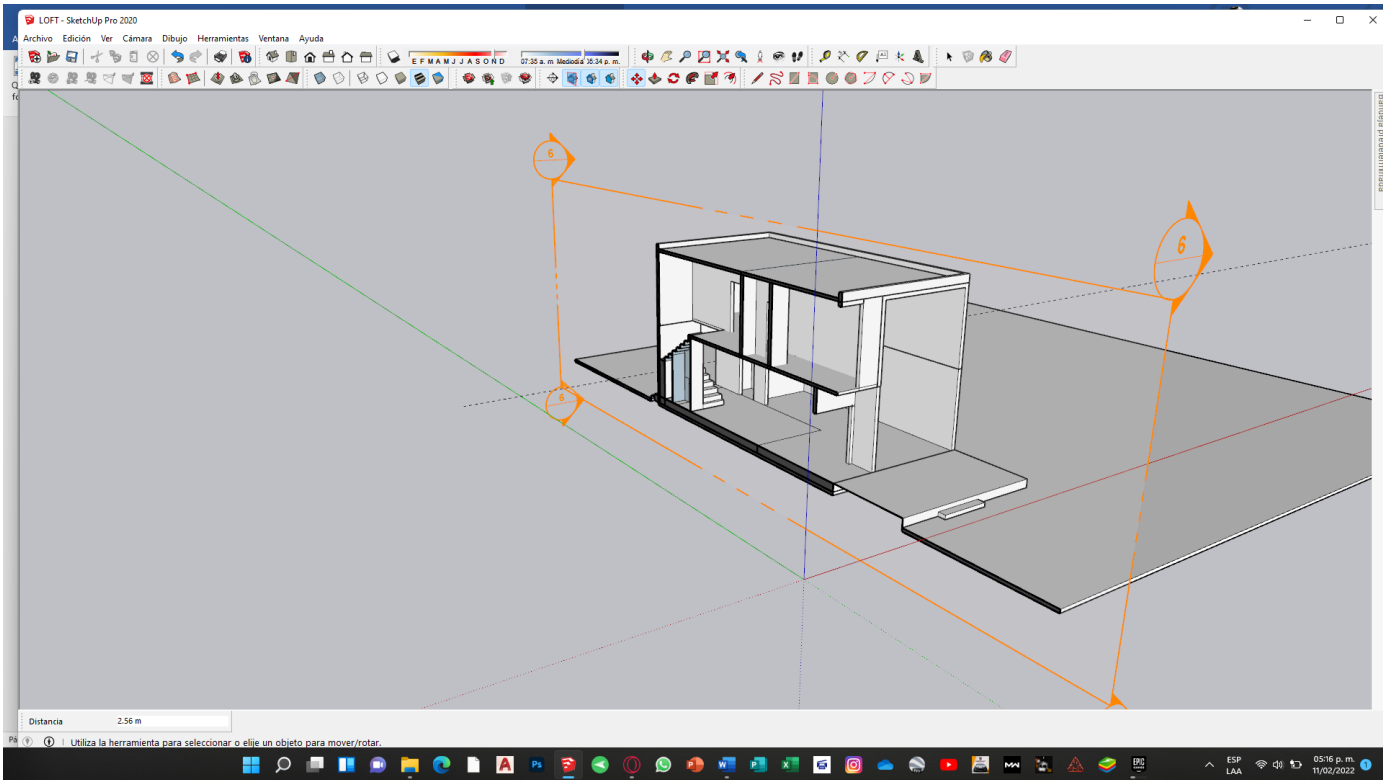 LOFT - SketchUp Pro 2020
Archivo Edición Ver Cámara Dibujo Herramientas Ventana Ayuda
E F M A M J J A S O N D 07:35 a. m. Mediodía 05:34 p. m.
6
6
6
Distancia 2.56 m
Utiliza la herramienta para seleccionar o elije un objeto para mover/rotar.
ESP
LAA
05:16 p. m.
11/02/2022
1